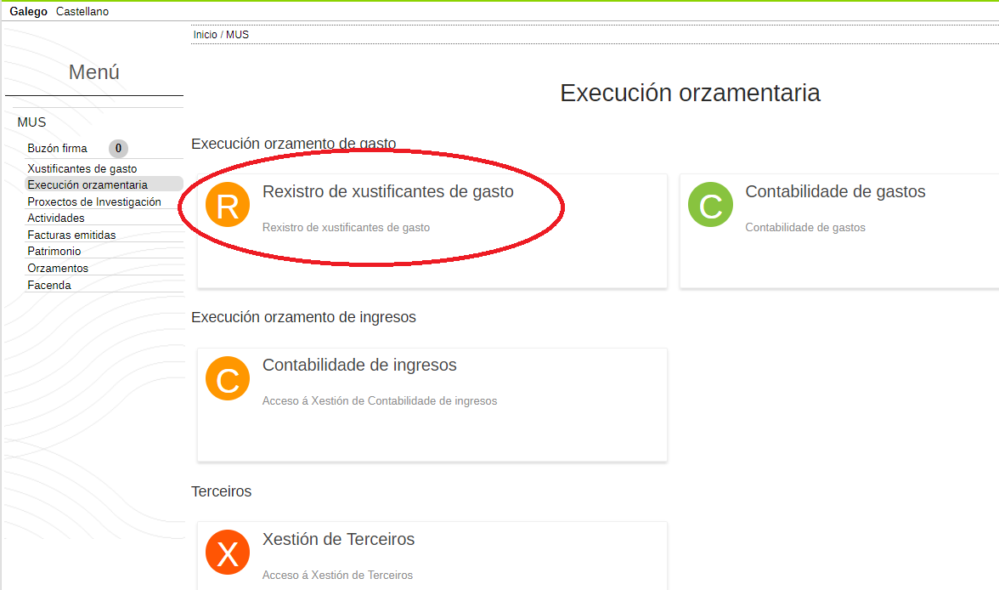 Galego Castellano
Inicio / MUS
Menú
MUS
Buzón firma 0
Xustificantes de gasto
Execución orzamentaria
Proxectos de Investigación
Actividades
Facturas emitidas
Patrimonio
Orzamentos
Facenda
Execución orzamentaria
Execución orzamento de gasto
R Rexistro de xustificantes de gasto
Rexistro de xustificantes de gasto
C Contabilidade de gastos
Contabilidade de gastos
Execución orzamento de ingresos
C Contabilidade de ingresos
Acceso á Xestión de Contabilidade de ingresos
Terceiros
X Xestión de Terceiros
Acceso á Xestión de Terceiros